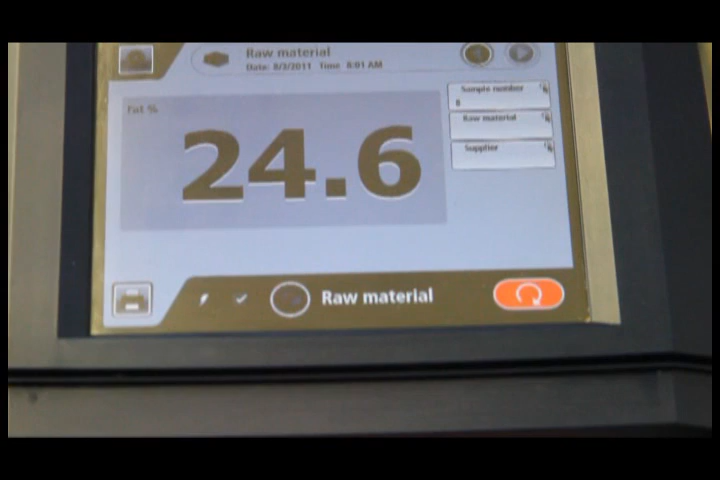 Raw material
Date: 8/3/2011 Time 8:01 AM
Fat %
24.6
Sample number
8
Raw material
Supplier
Raw material